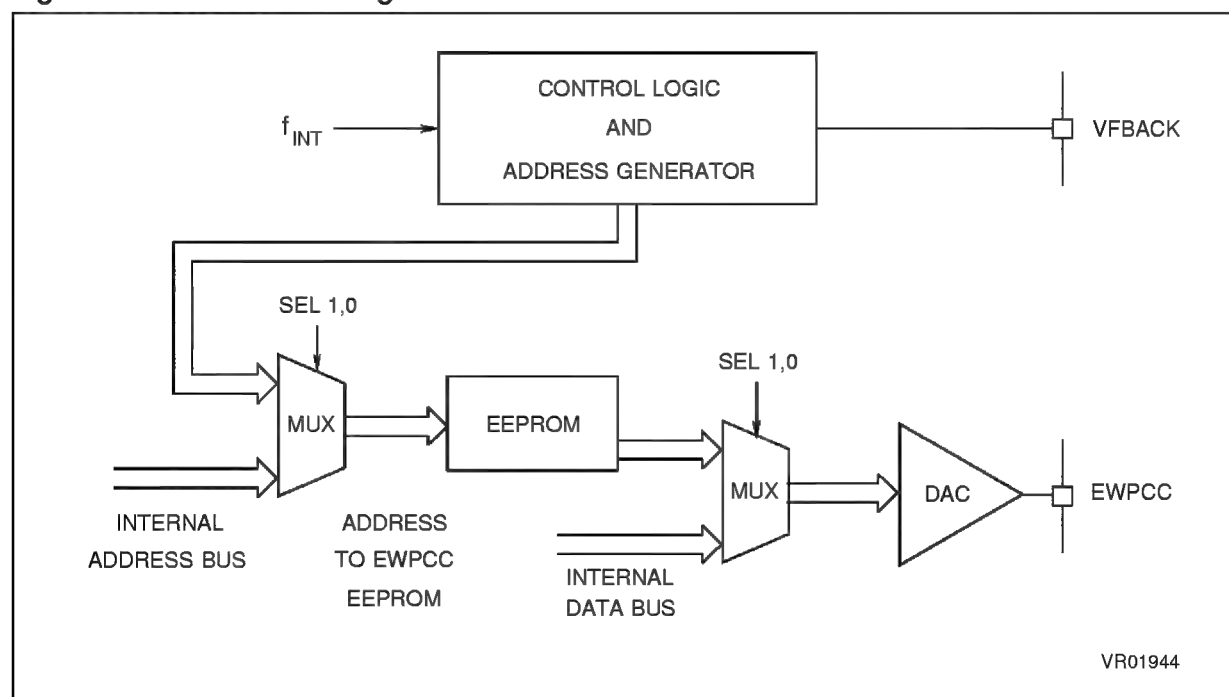 CONTROL LOGIC
AND
ADDRESS GENERATOR
f INT
VFBACK
SEL 1,0
SEL 1,0
MUX
EEPROM
MUX
DAC
EWPCC
INTERNAL
ADDRESS BUS
ADDRESS
TO EWPCC
EEPROM
INTERNAL
DATA BUS
VR01944